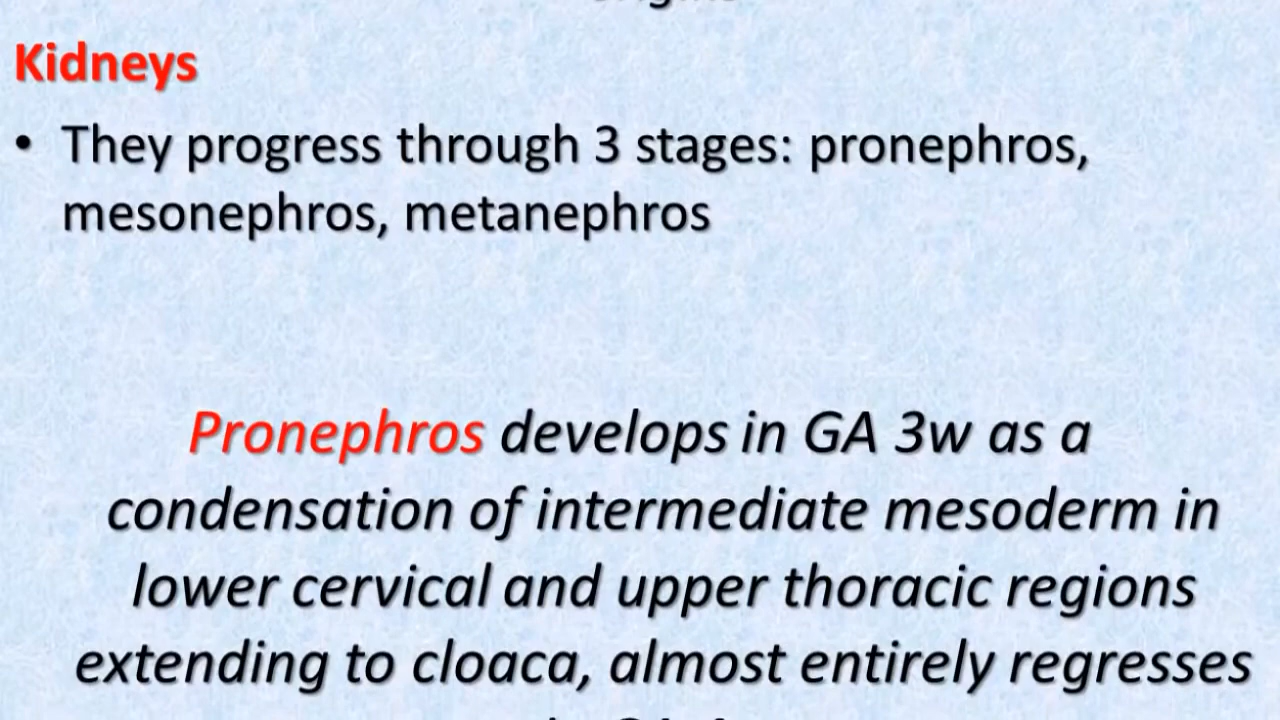 Kidneys
• They progress through 3 stages: pronephros,
mesonephros, metanephros
Pronephros develops in GA 3w as a
condensation of intermediate mesoderm in
lower cervical and upper thoracic regions
extending to cloaca, almost entirely regresses